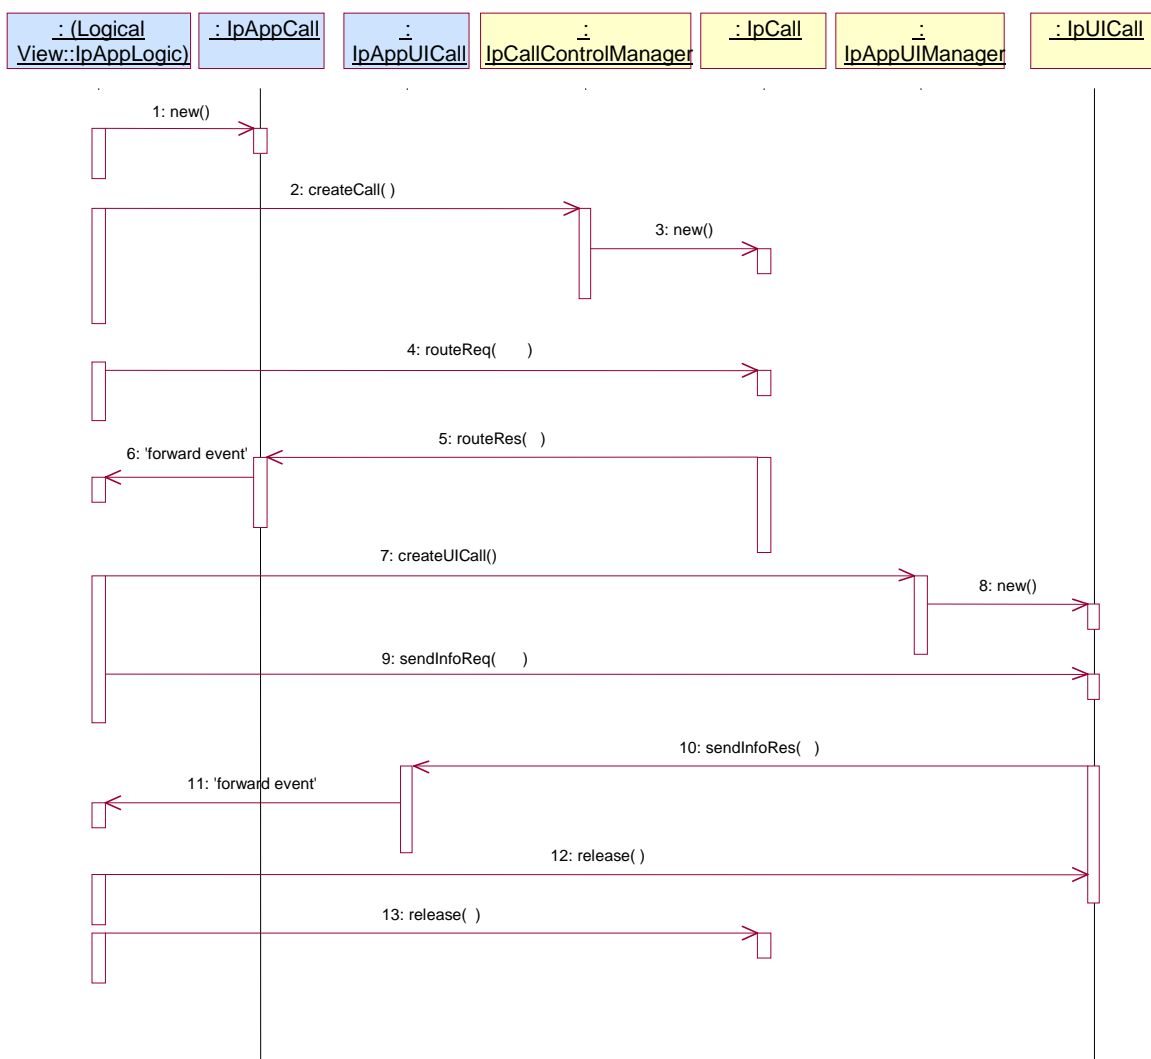 : (Logical
View::IpAppLogic)
: IpAppCall
:
IpAppUICall
:
IpCallControlManager
: IpCall
:
IpAppUIManager
: IpUICall
1: new()
2: createCall( )
3: new()
4: routeReq( )
5: routeRes( )
6: 'forward event'
7: createUICall()
8: new()
9: sendInfoReq( )
10: sendInfoRes( )
11: 'forward event'
12: release( )
13: release( )